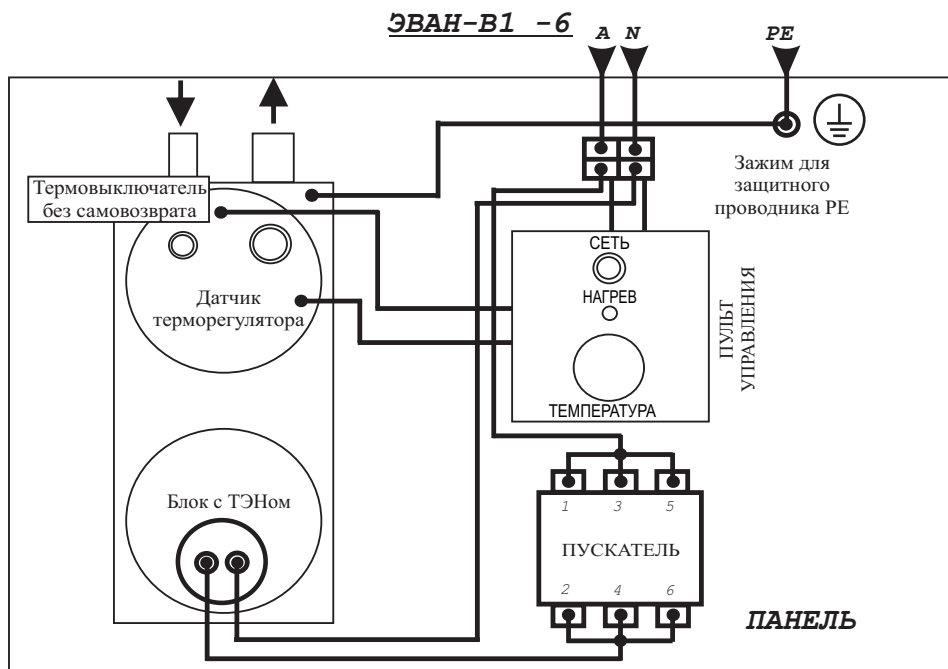 ЭВАН-В1 -6
A N
PE
Термовыключатель
без самовозврата
Зажим для
защитного
проводника РЕ
СЕТЬ
НАГРЕВ
ТЕМПЕРАТУРА
ПУЛЬТ
УПРАВЛЕНИЯ
Датчик
терморегулятора
Блок с ТЭНом
1 3 5
ПУСКАТЕЛЬ
2 4 6
ПАНЕЛЬ